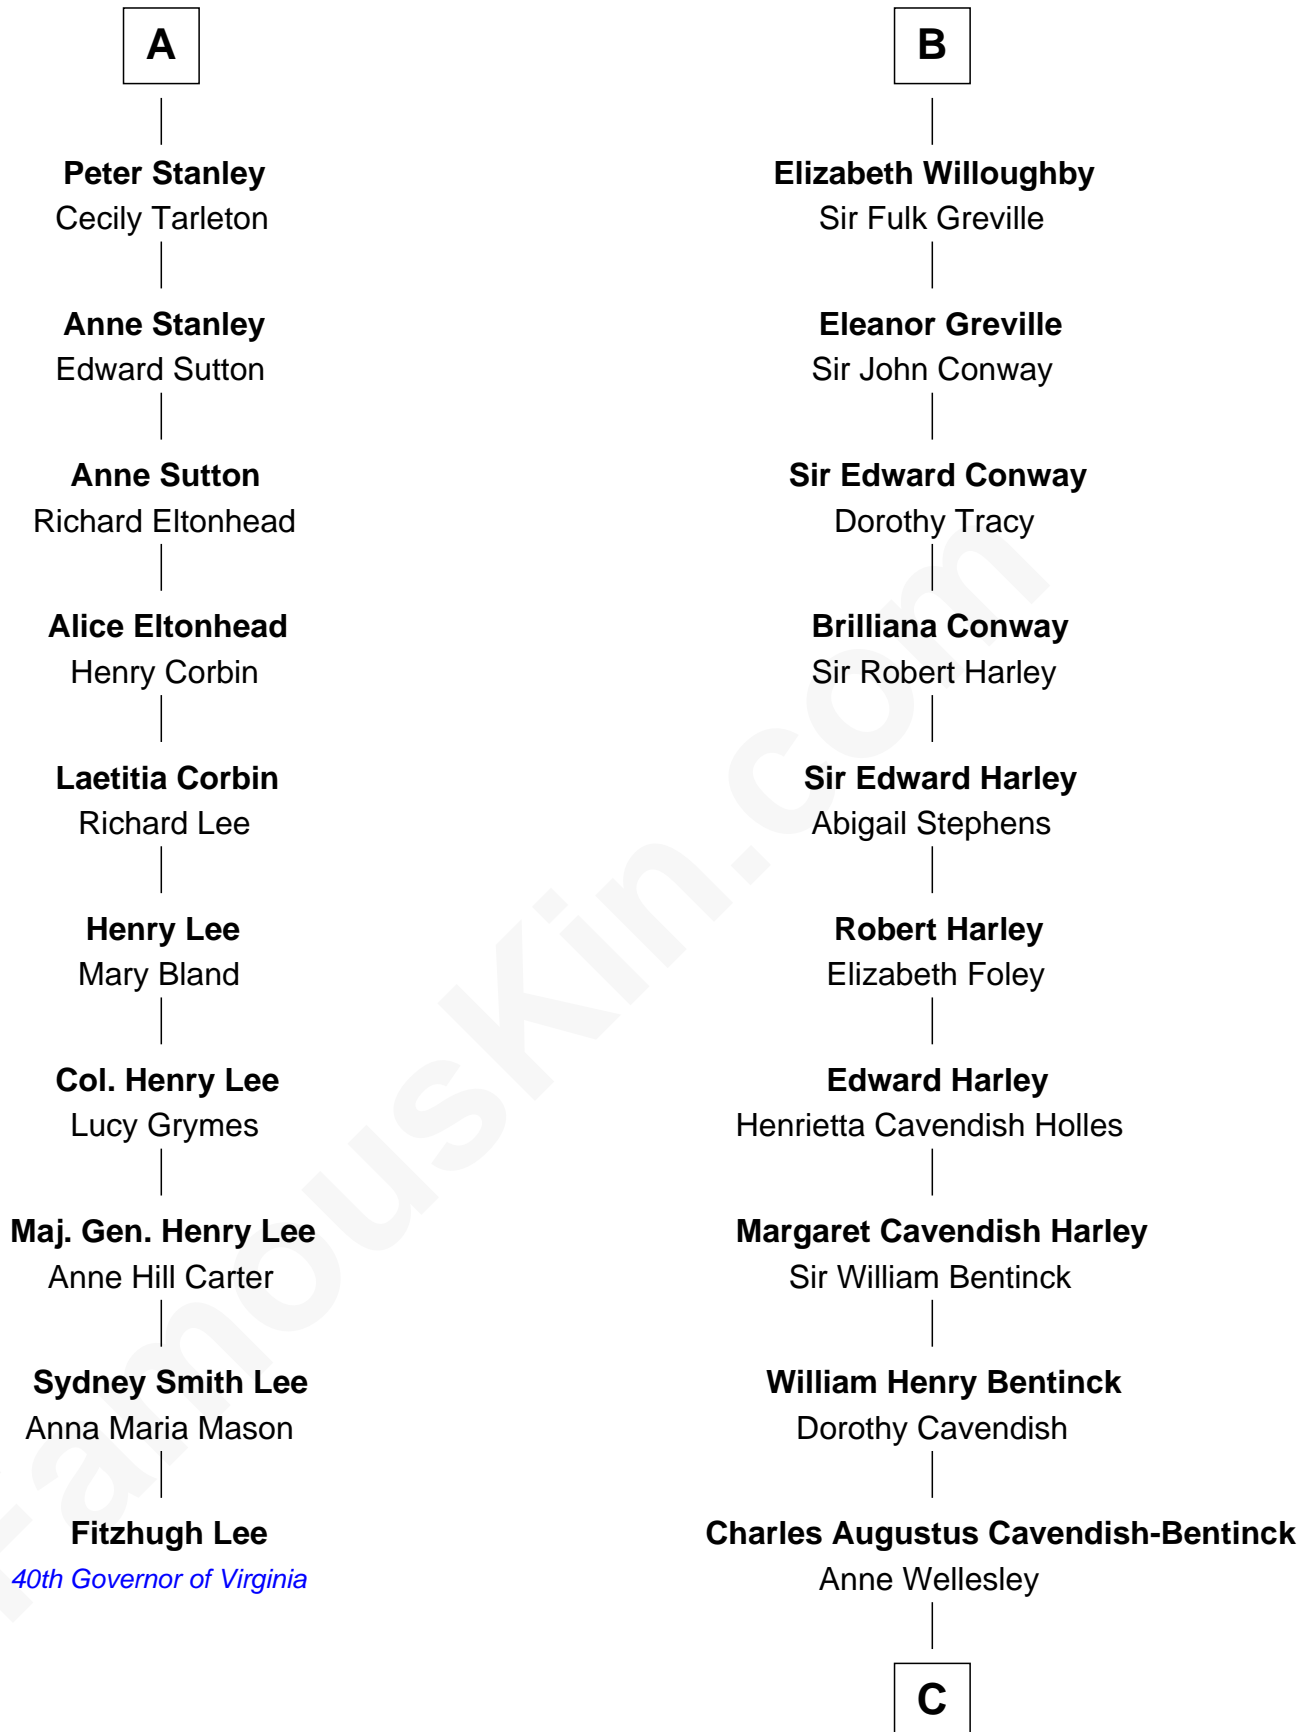 A
Peter Stanley
Cecily Tarleton
Anne Stanley
Edward Sutton
Anne Sutton
Richard Eltonhead
Alice Eltonhead
Henry Corbin
Laetitia Corbin
Richard Lee
Henry Lee
Mary Bland
Col. Henry Lee
Lucy Grymes
Maj. Gen. Henry Lee
Anne Hill Carter
Sydney Smith Lee
Anna Maria Mason
Fitzhugh Lee
40th Governor of Virginia
B
Elizabeth Willoughby
Sir Fulk Greville
Eleanor Greville
Sir John Conway
Sir Edward Conway
Dorothy Tracy
Brilliana Conway
Sir Robert Harley
Sir Edward Harley
Abigail Stephens
Robert Harley
Elizabeth Foley
Edward Harley
Henrietta Cavendish Holles
Margaret Cavendish Harley
Sir William Bentinck
William Henry Bentinck
Dorothy Cavendish
Charles Augustus Cavendish-Bentinck
Anne Wellesley
C
FamousKin.com